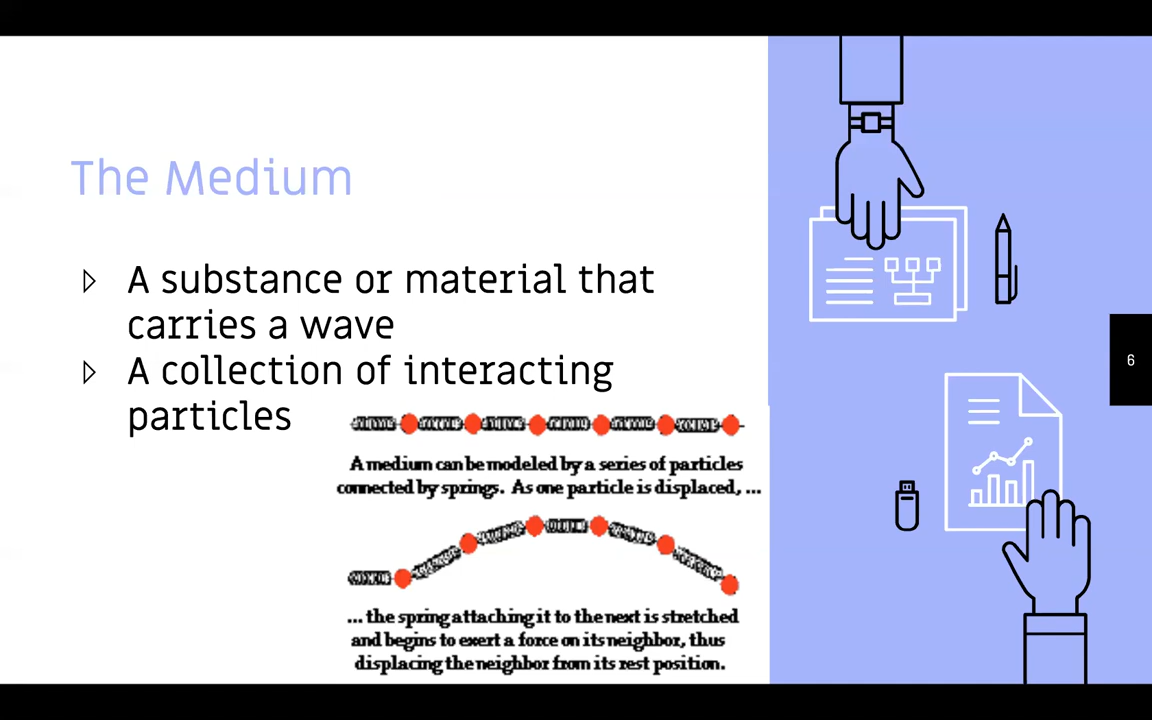 The Medium
A substance or material that
carries a wave
A collection of interacting
particles
A medium can be modeled by a series of particles
connected by springs. As one particle is displaced, ...
... the spring attaching it to the next is stretched
and begins to exert a force on its neighbor, thus
displacing the neighbor from its rest position.
6